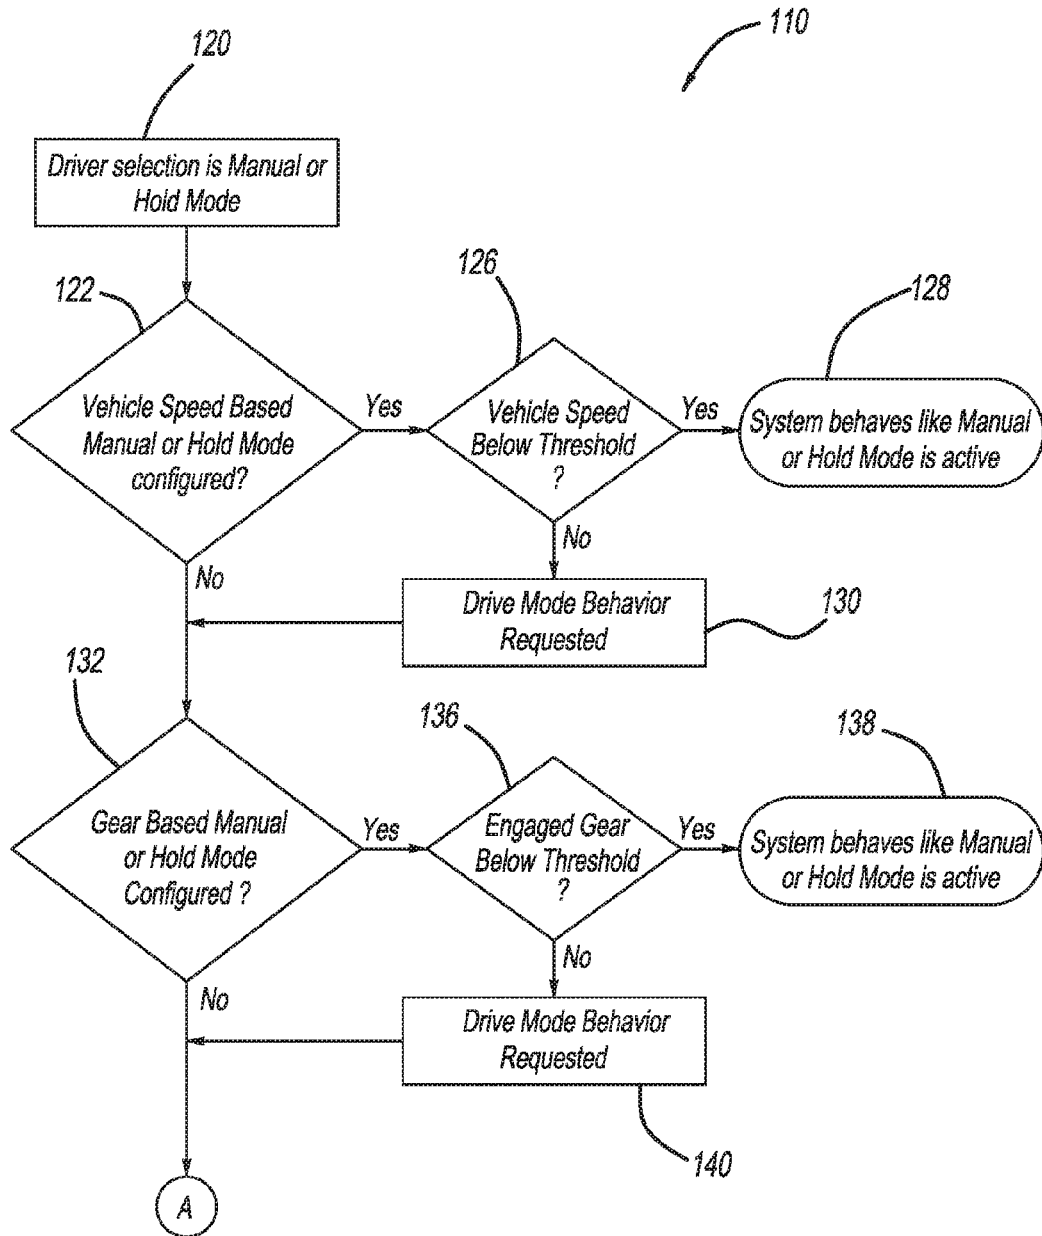 110
120
Driver selection is Manual or
Hold Mode
122
126
128
Vehicle Speed Based
Manual or Hold Mode
configured?
Yes
Vehicle Speed
Below Threshold
?
Yes
System behaves like Manual
or Hold Mode is active
No
No
Drive Mode Behavior
Requested
130
132
136
138
Gear Based Manual
or Hold Mode
Configured ?
Yes
Engaged Gear
Below Threshold
?
Yes
System behaves like Manual
or Hold Mode is active
No
No
Drive Mode Behavior
Requested
140
A